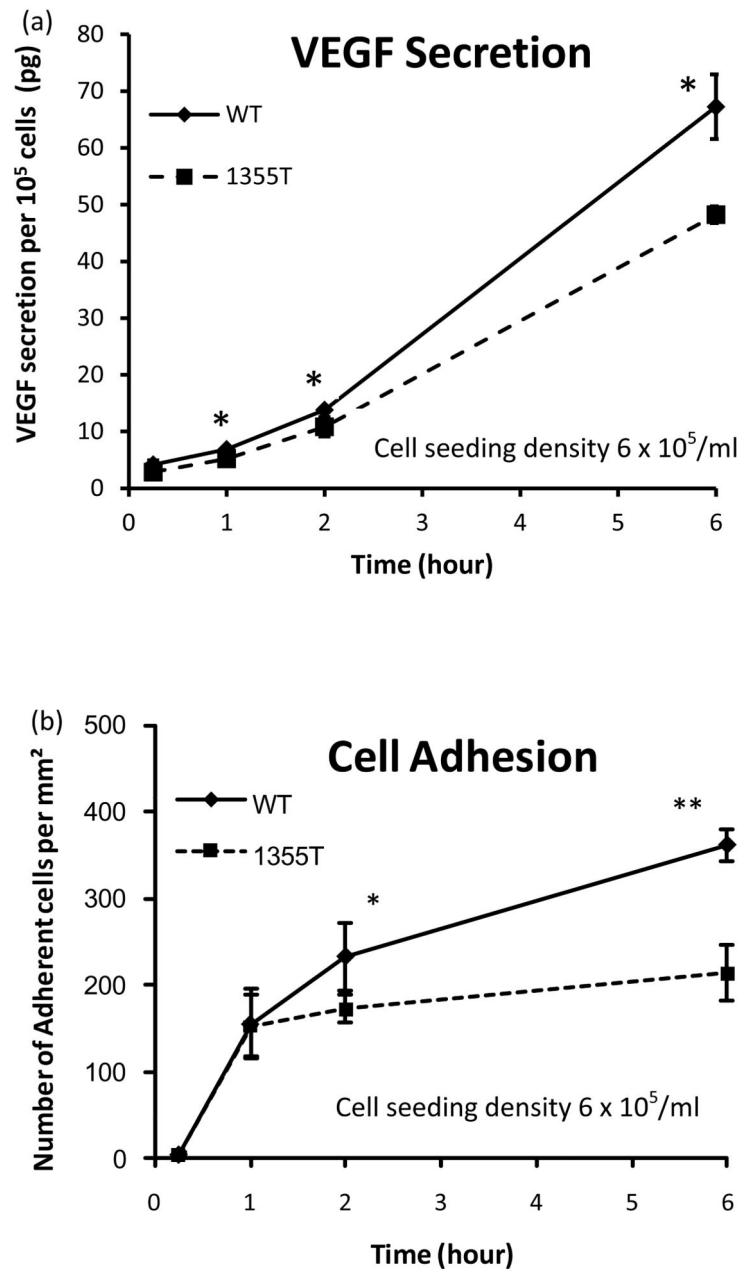 (a)
VEGF Secretion
VEGF secretion per 10⁵ cells (pg)
80
70
60
50
40
30
20
10
0
WT
1355T
*
*
*
Cell seeding density 6 x 10⁵/ml
0 1 2 3 4 5 6
Time (hour)
(b)
Cell Adhesion
Number of Adherent cells per mm²
500
400
300
200
100
0
WT
1355T
*
**
Cell seeding density 6 x 10⁵/ml
0 1 2 3 4 5 6
Time (hour)